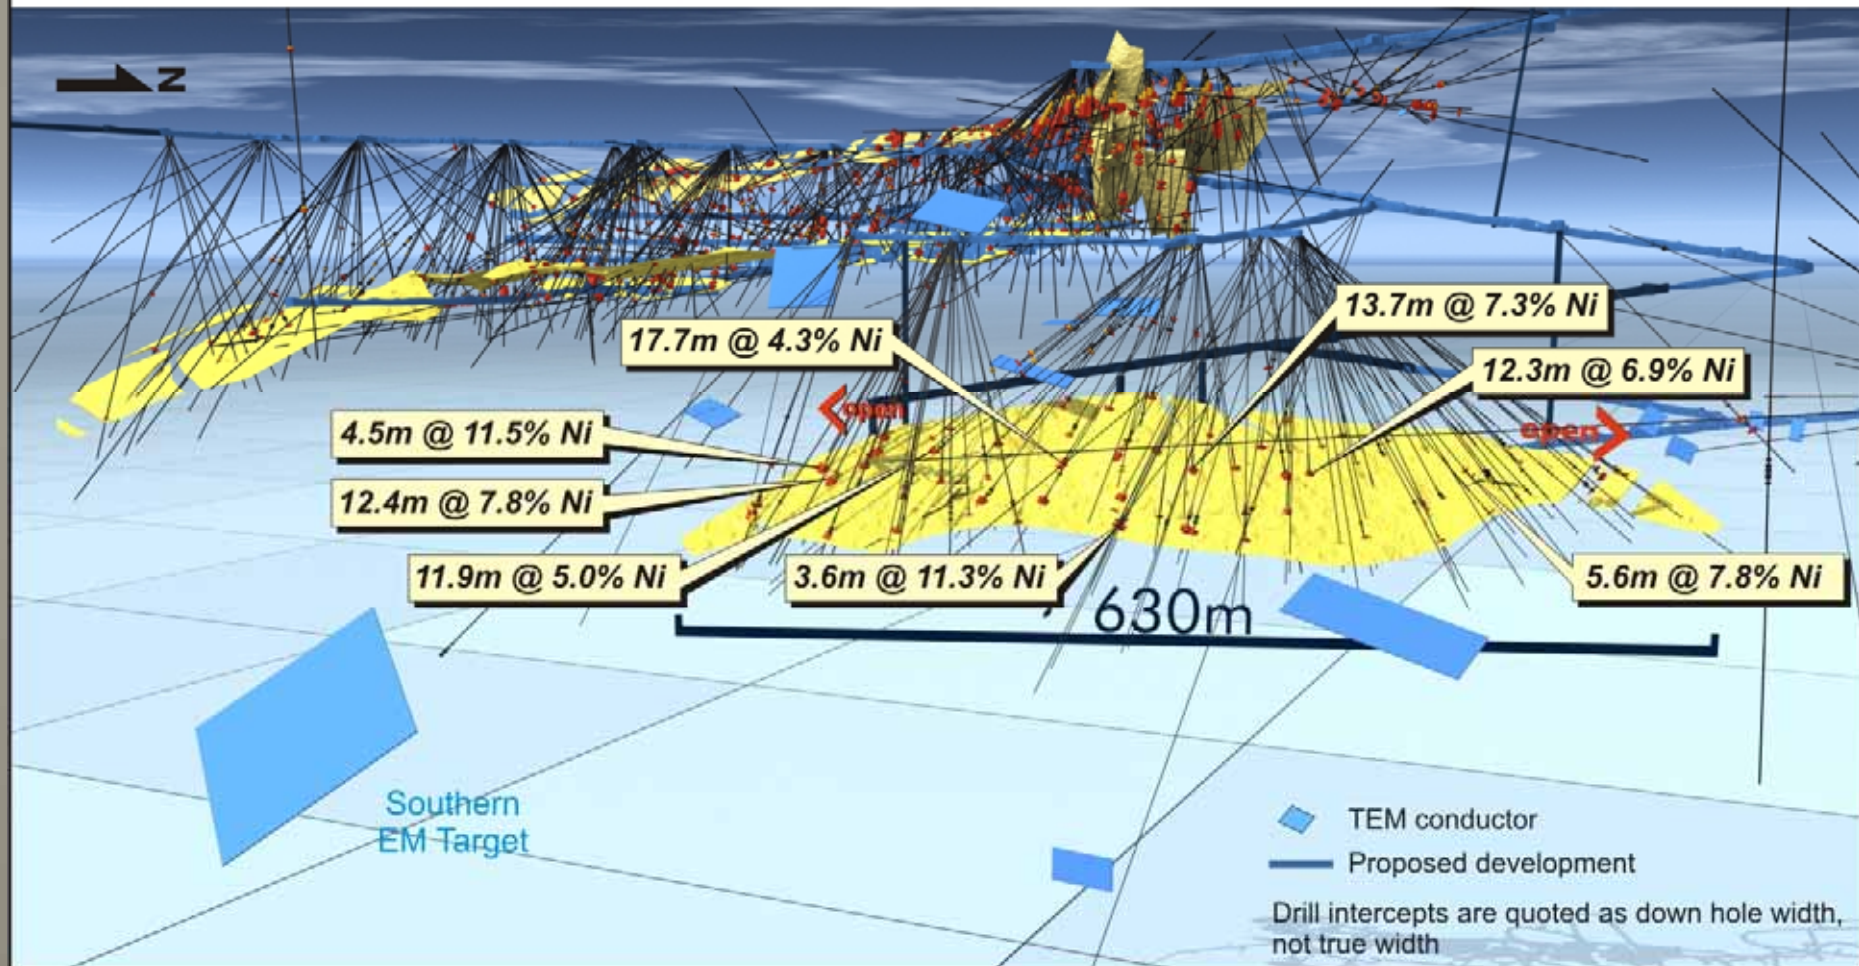 N
13.7m @ 7.3% Ni
17.7m @ 4.3% Ni
12.3m @ 6.9% Ni
open
4.5m @ 11.5% Ni
open
12.4m @ 7.8% Ni
11.9m @ 5.0% Ni
3.6m @ 11.3% Ni
5.6m @ 7.8% Ni
630m
Southern
EM Target
TEM conductor
Proposed development
Drill intercepts are quoted as down hole width,
not true width